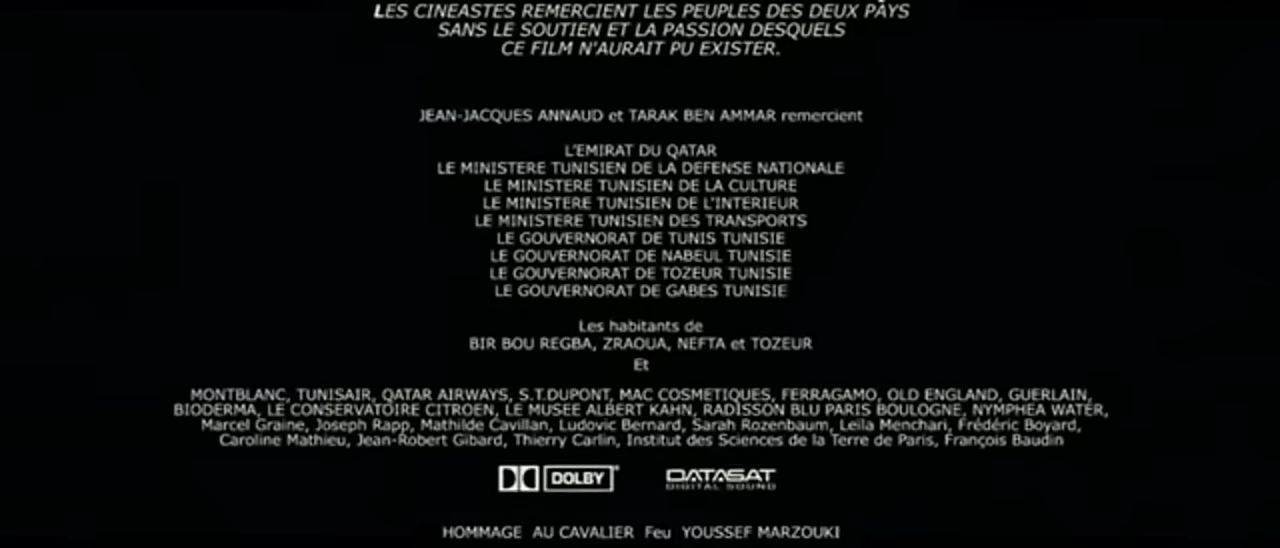 LES CINEASTES REMERCIENT LES PEUPLES DES DEUX PAYS
SANS LE SOUTIEN ET LA PASSION DESQUELS
CE FILM N'AURAIT PU EXISTER.
JEAN-JACQUES ANNAUD et TARAK BEN AMMAR remercient
L'EMIRAT DU QATAR
LE MINISTERE TUNISIEN DE LA DEFENSE NATIONALE
LE MINISTERE TUNISIEN DE LA CULTURE
LE MINISTERE TUNISIEN DE L'INTERIEUR
LE MINISTERE TUNISIEN DES TRANSPORTS
LE GOUVERNORAT DE TUNIS TUNISIE
LE GOUVERNORAT DE NABEUL TUNISIE
LE GOUVERNORAT DE TOZEUR TUNISIE
LE GOUVERNORAT DE GABES TUNISIE
Les habitants de
BIR BOU REGBA, ZRAOUA, NEFTA et TOZEUR
Et
MONTBLANC, TUNISAIR, QATAR AIRWAYS, S.T.DUPONT, MAC COSMETIQUES, FERRAGAMO, OLD ENGLAND, GUERLAIN,
BIODERMA, LE CONSERVATOIRE CITROEN, LE MUSEE ALBERT KAHN, RADISSON BLU PARIS BOULOGNE, NYMPHEA WATER,
Marcel Graine, Joseph Rapp, Mathilde Cavillan, Ludovic Bernard, Sarah Rozenbaum, Leila Menchari, Frédéric Boyard,
Caroline Mathieu, Jean-Robert Gibard, Thierry Carlin, Institut des Sciences de la Terre de Paris, François Baudin
DOLBY DATASAT
DIGITAL SOUND
HOMMAGE AU CAVALIER Feu YOUSSEF MARZOUKI